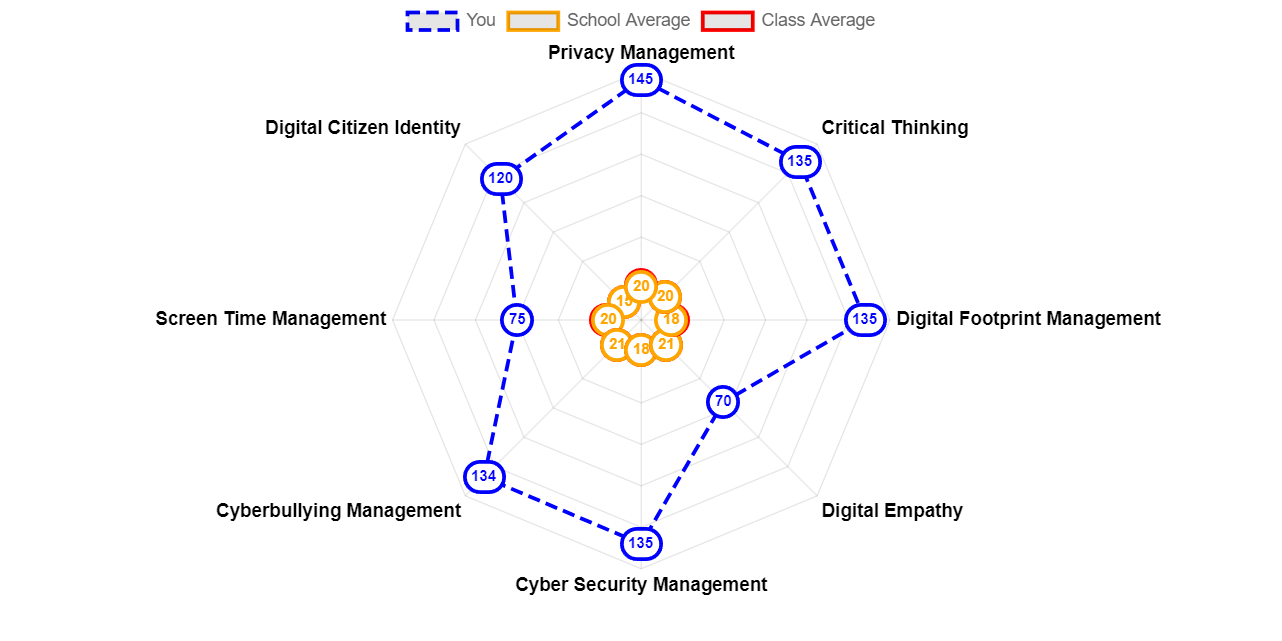 You School Average Class Average
Privacy Management
145
Digital Citizen Identity Critical Thinking
135
120
20
20
15
Screen Time Management 75 20 18 135 Digital Footprint Management
21 18 21
70
134
Cyberbullying Management Digital Empathy
135
Cyber Security Management